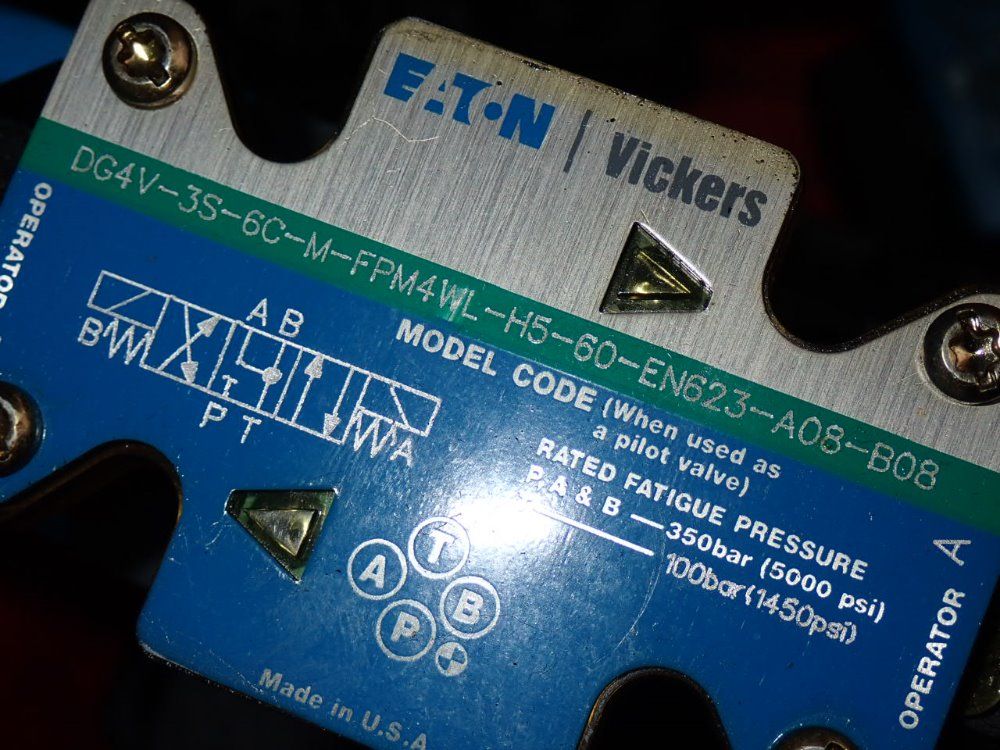 EATON | Vickers
DG4V-3S-6C-M-FPM4WL-H5-60-EN623-A08-B08
OPERATOR
MODEL CODE (When used as
a pilot valve)
RATED FATIGUE PRESSURE
P, A & B — 350bar (5000 psi)
100bar(1450psi)
A B
B
A
T
P T
T
A
B
P
OPERATOR A
Made in U.S.A